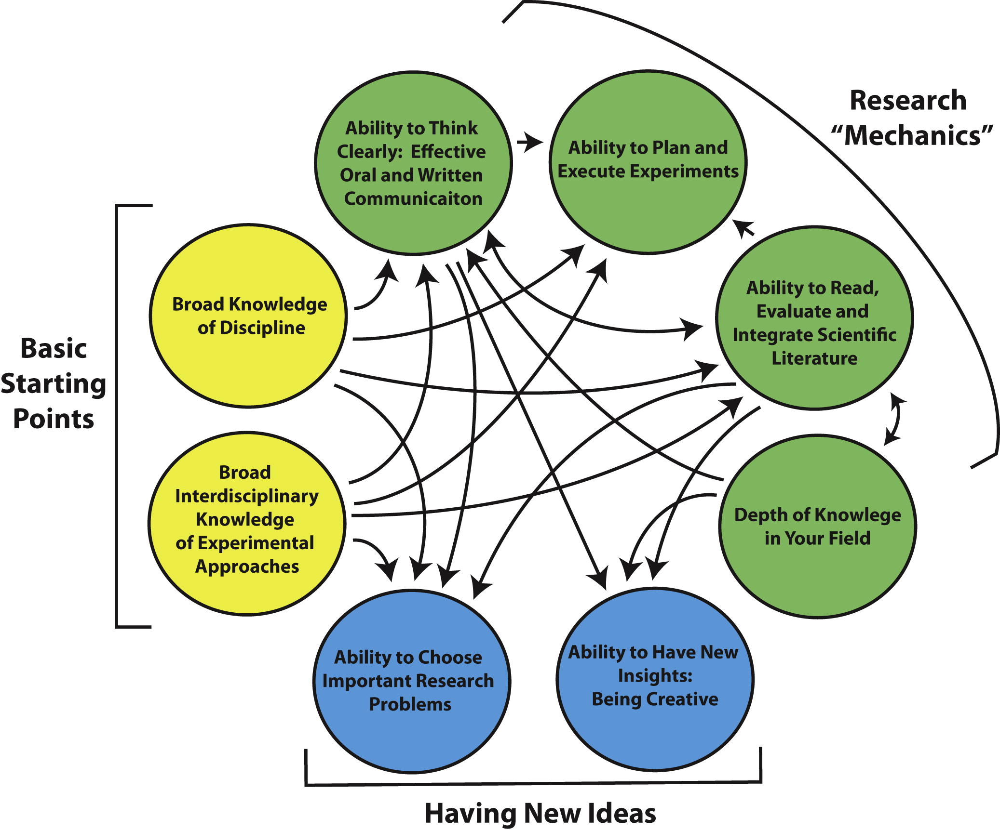 Research
“Mechanics”
Ability to Think
Clearly: Effective
Oral and Written
Communicaiton
Ability to Plan and
Execute Experiments
Ability to Read,
Evaluate and
Integrate Scientific
Literature
Depth of Knowlege
in Your Field
Basic
Starting
Points
Broad Knowledge
of Discipline
Broad
Interdisciplinary
Knowledge
of Experimental
Approaches
Ability to Choose
Important Research
Problems
Ability to Have New
Insights:
Being Creative
Having New Ideas